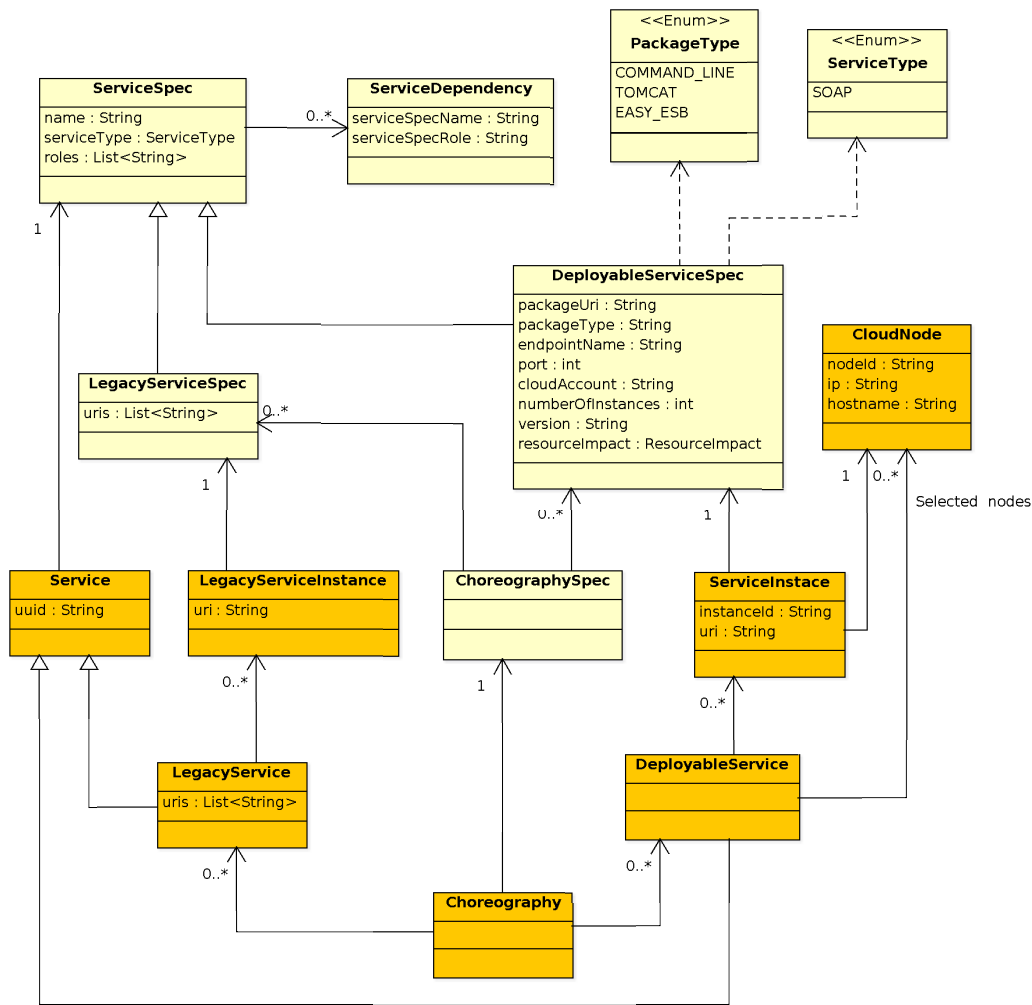 <<Enum>>
PackageType
COMMAND_LINE
TOMCAT
EASY_ESB
<<Enum>>
ServiceType
SOAP
ServiceSpec
name : String
serviceType : ServiceType
roles : List<String>
0..*
ServiceDependency
serviceSpecName : String
serviceSpecRole : String
1
DeployableServiceSpec
packageUri : String
packageType : String
endpointName : String
port : int
cloudAccount : String
numberOfInstances : int
version : String
resourceImpact : ResourceImpact
CloudNode
nodeId : String
ip : String
hostname : String
LegacyServiceSpec
uris : List<String>
0..*
1
0..*
1
1
0..*
Selected nodes
Service
uuid : String
LegacyServiceInstance
uri : String
ChoreographySpec
ServiceInstace
instanceId : String
uri : String
0..*
1
0..*
LegacyService
uris : List<String>
DeployableService
0..*
0..*
Choreography